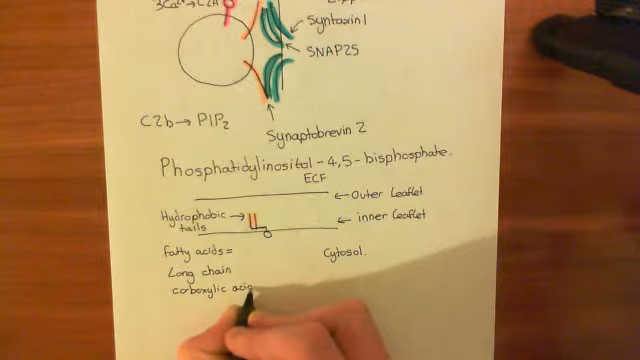 3Ca²⁺→ C2A
Syntaxin 1
SNAP25
C2b → PIP₂
Synaptobrevin 2
Phosphatidylinositol - 4,5 - bisphosphate.
ECF
← Outer Leaflet
Hydrophobic → tails
← inner Leaflet
Fatty acids =
Cytosol.
Long chain
carboxylic acid